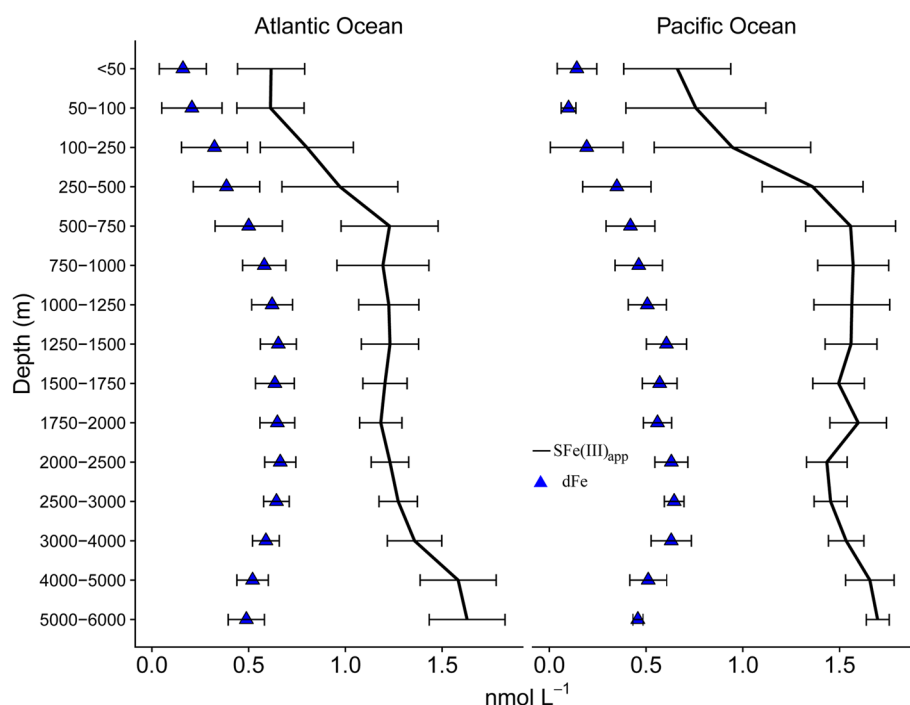 Atlantic Ocean
Pacific Ocean
Depth (m)
<50
50−100
100−250
250−500
500−750
750−1000
1000−1250
1250−1500
1500−1750
1750−2000
2000−2500
2500−3000
3000−4000
4000−5000
5000−6000
SFe(III)app
dFe
0.0 0.5 1.0 1.5
0.0 0.5 1.0 1.5
nmol L−1